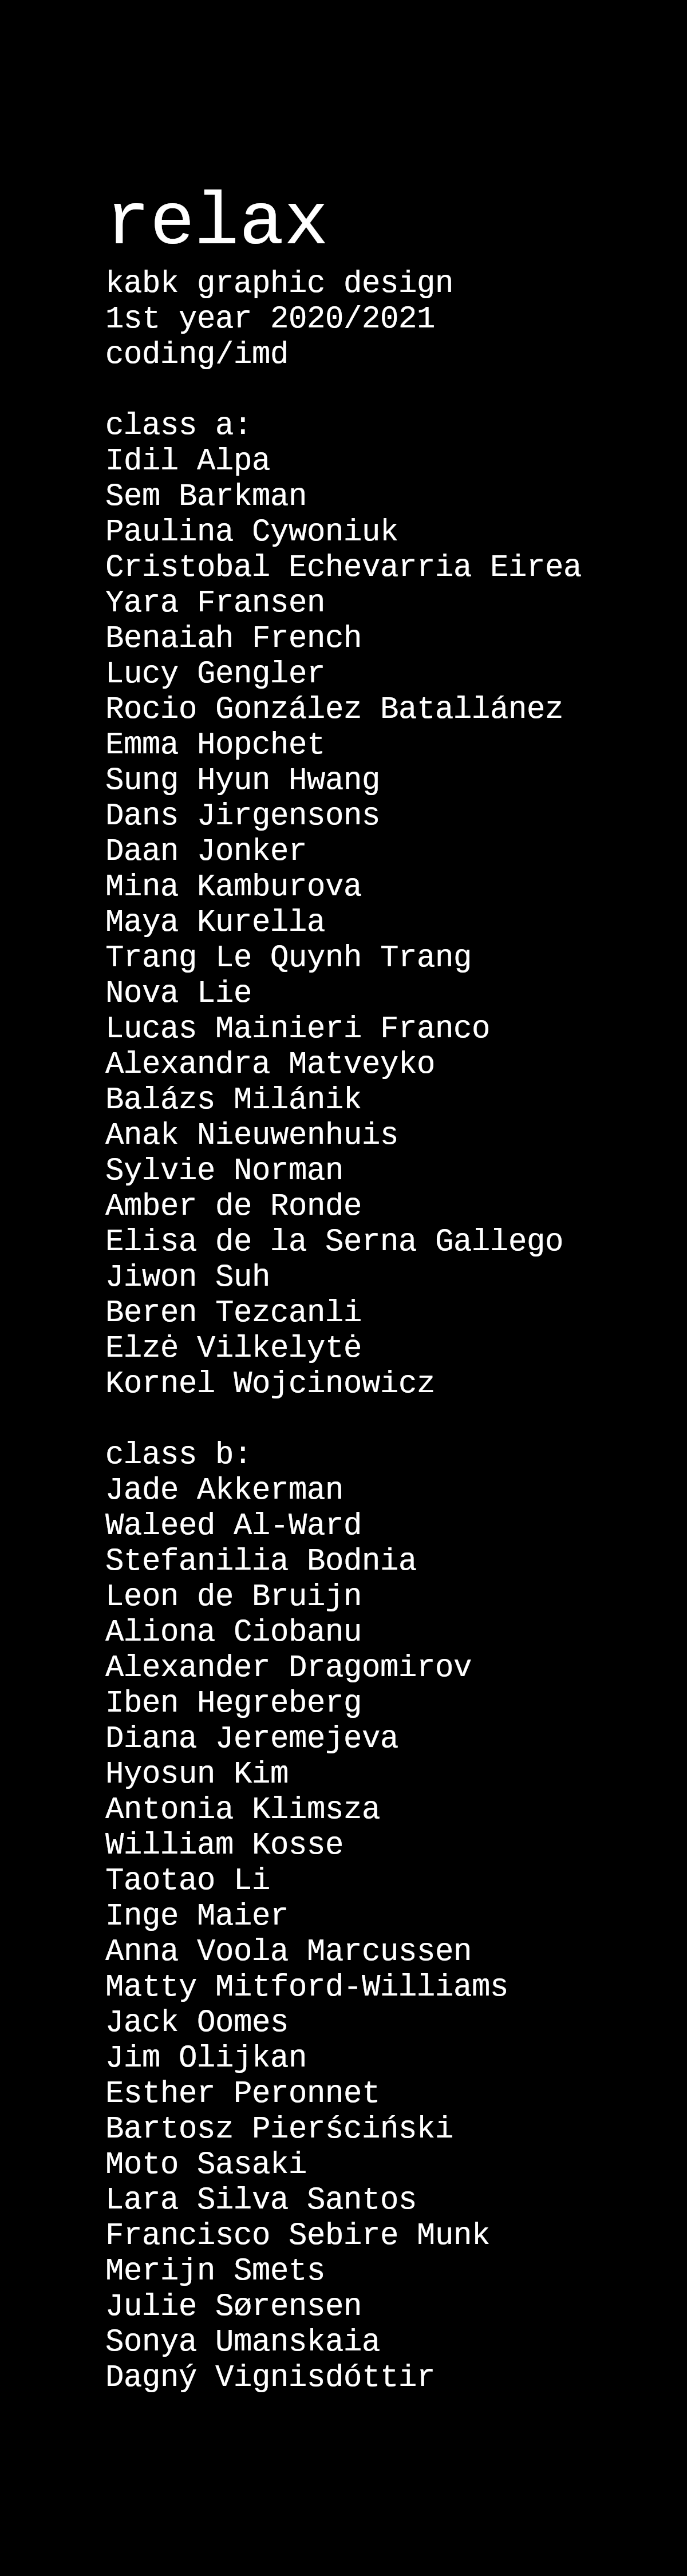 relax
kabk graphic design
1st year 2020/2021
coding/imd
class a:
Idil Alpa
Sem Barkman
Paulina Cywoniuk
Cristobal Echevarria Eirea
Yara Fransen
Benaiah French
Lucy Gengler
Rocio González Batallánez
Emma Hopchet
Sung Hyun Hwang
Dans Jirgensons
Daan Jonker
Mina Kamburova
Maya Kurella
Trang Le Quynh Trang
Nova Lie
Lucas Mainieri Franco
Alexandra Matveyko
Balázs Milánik
Anak Nieuwenhuis
Sylvie Norman
Amber de Ronde
Elisa de la Serna Gallego
Jiwon Suh
Beren Tezcanli
Elzė Vilkelytė
Kornel Wojcinowicz
class b:
Jade Akkerman
Waleed Al-Ward
Stefanilia Bodnia
Leon de Bruijn
Aliona Ciobanu
Alexander Dragomirov
Iben Hegreberg
Diana Jeremejeva
Hyosun Kim
Antonia Klimsza
William Kosse
Taotao Li
Inge Maier
Anna Voola Marcussen
Matty Mitford-Williams
Jack Oomes
Jim Olijkan
Esther Peronnet
Bartosz Pierściński
Moto Sasaki
Lara Silva Santos
Francisco Sebire Munk
Merijn Smets
Julie Sørensen
Sonya Umanskaia
Dagný Vignisdóttir